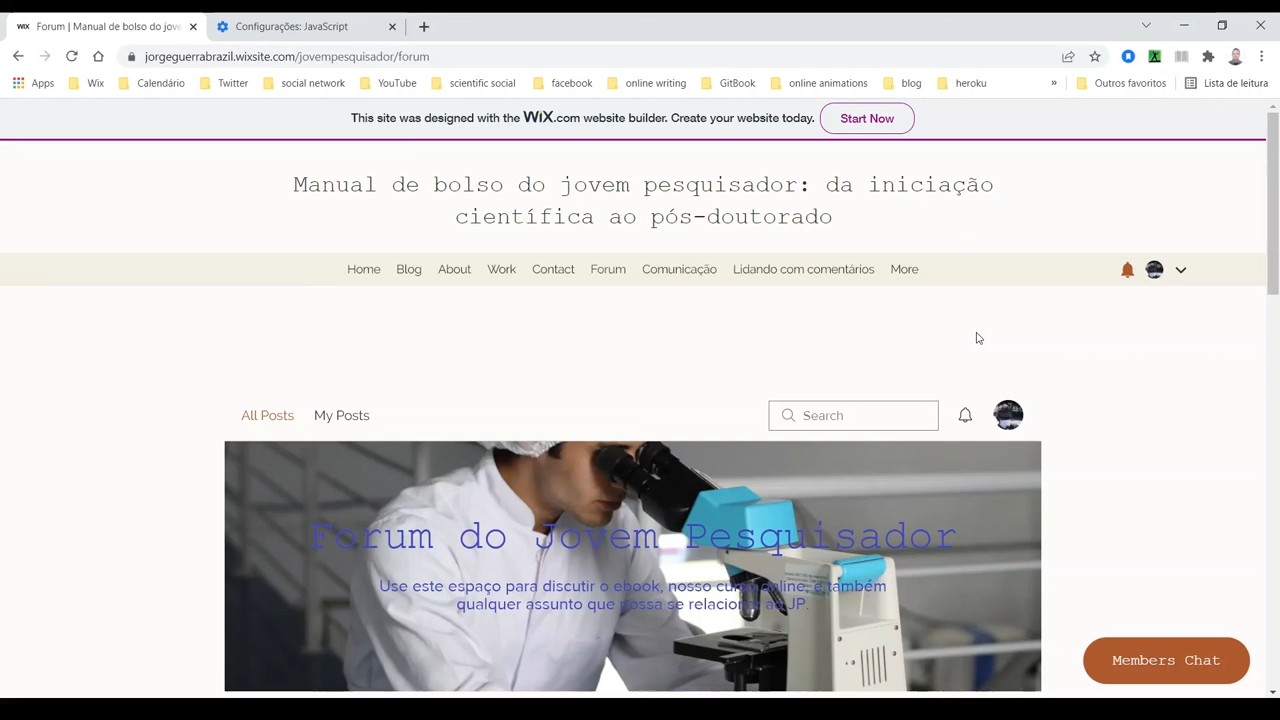 WiX Forum | Manual de bolso do jove
Configurações: JavaScript
jorgeguerrabrazil.wixsite.com/jovempesquisador/forum
Apps Wix Calendário Twitter social network YouTube scientific social facebook online writing GitBook online animations blog heroku » Outros favoritos Lista de leitura
This site was designed with the WiX.com website builder. Create your website today. Start Now
Manual de bolso do jovem pesquisador: da iniciação
científica ao pós-doutorado
Home Blog About Work Contact Forum Comunicação Lidando com comentários More
All Posts My Posts Search
Forum do Jovem Pesquisador
Use este espaço para discutir o ebook, nosso curso online, e também
qualquer assunto que possa se relacionar ao JP.
Members Chat